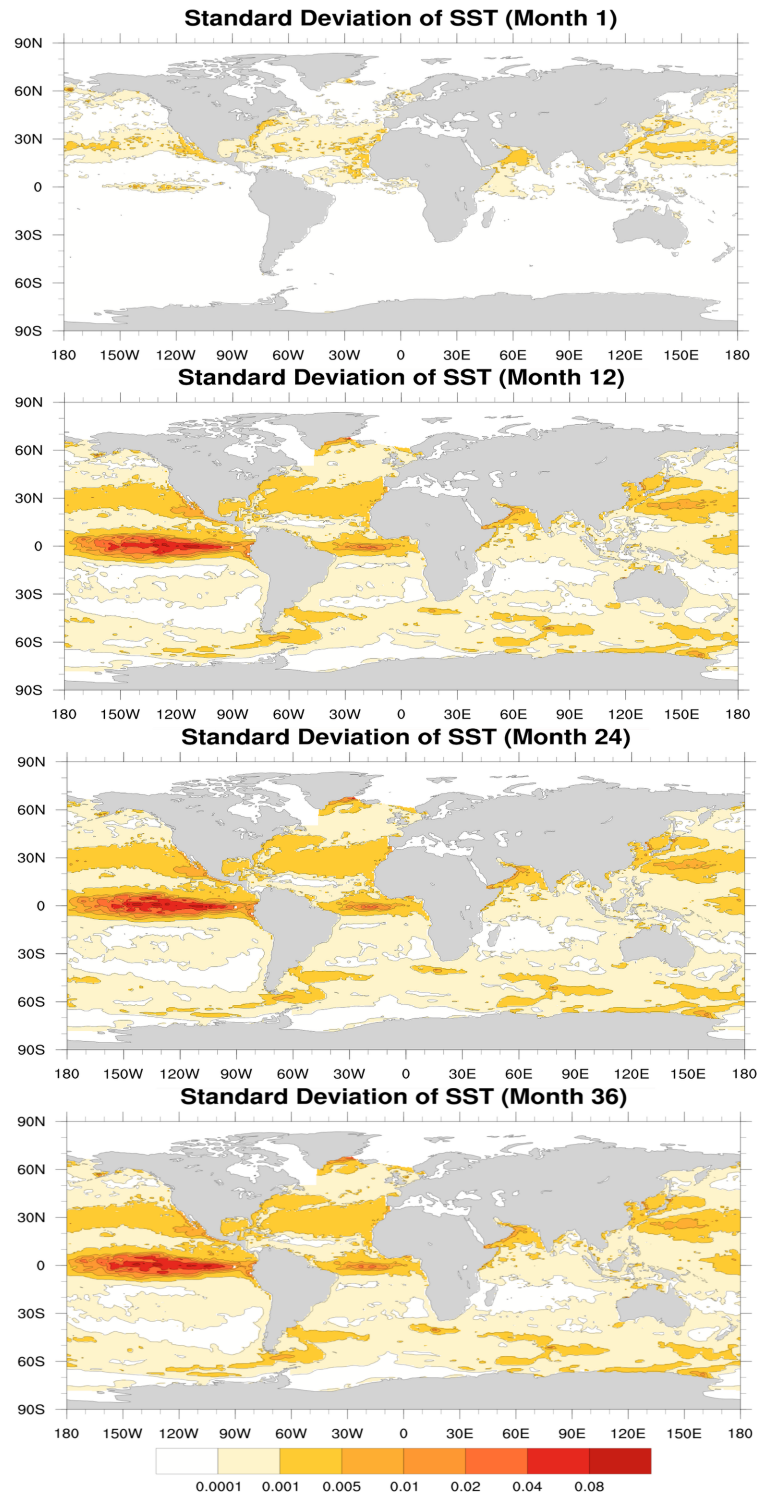 Standard Deviation of SST (Month 1)
90N
60N
30N
0
30S
60S
90S
180 150W 120W 90W 60W 30W 0 30E 60E 90E 120E 150E 180
Standard Deviation of SST (Month 12)
90N
60N
30N
0
30S
60S
90S
180 150W 120W 90W 60W 30W 0 30E 60E 90E 120E 150E 180
Standard Deviation of SST (Month 24)
90N
60N
30N
0
30S
60S
90S
180 150W 120W 90W 60W 30W 0 30E 60E 90E 120E 150E 180
Standard Deviation of SST (Month 36)
90N
60N
30N
0
30S
60S
90S
180 150W 120W 90W 60W 30W 0 30E 60E 90E 120E 150E 180
0.0001 0.001 0.005 0.01 0.02 0.04 0.08